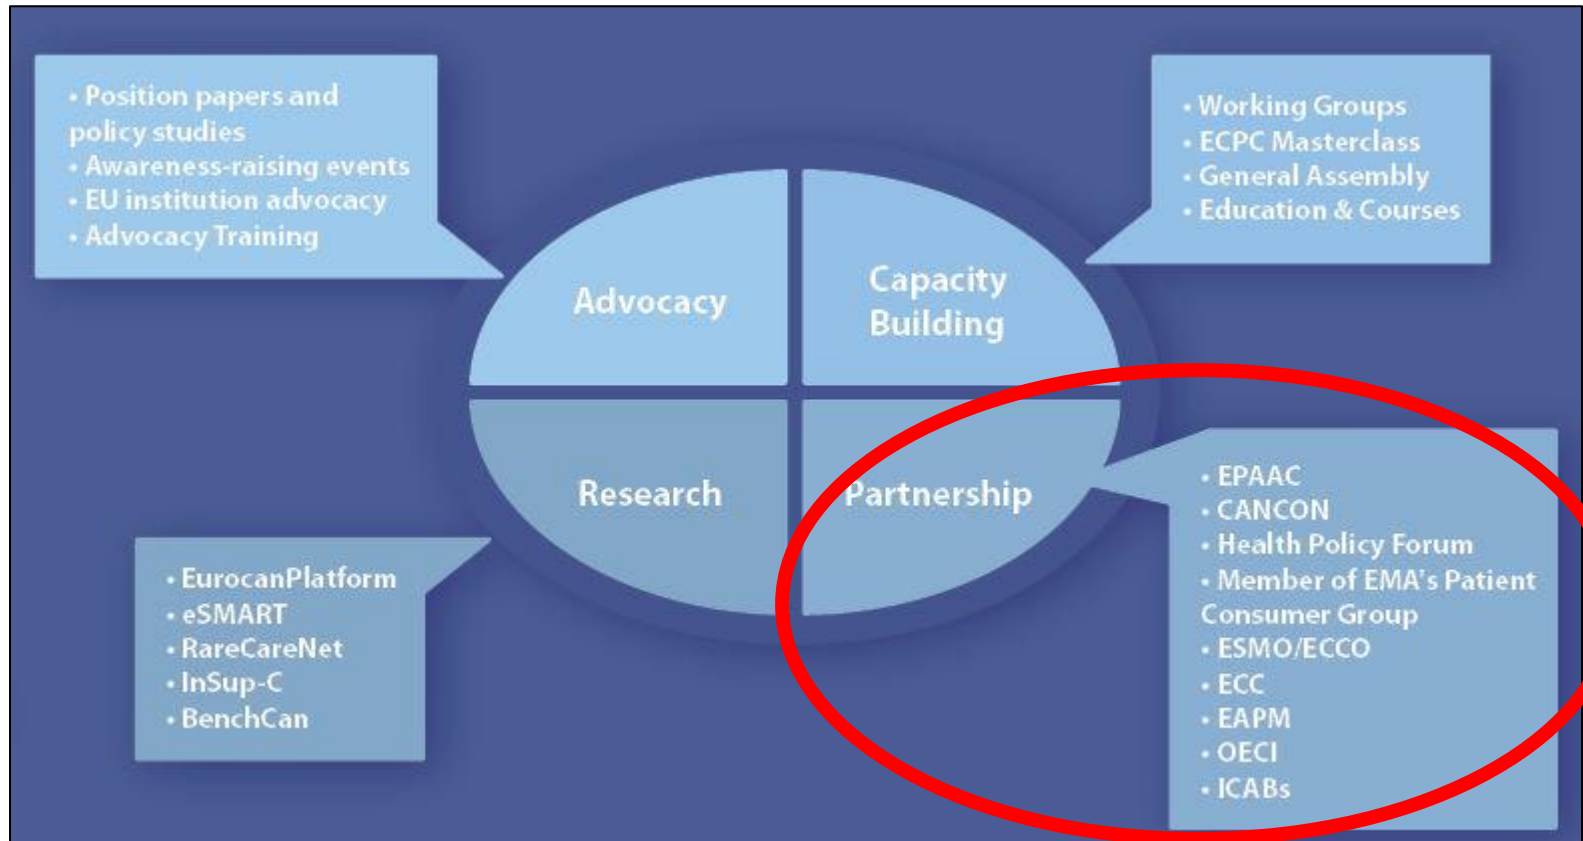 • Position papers and
policy studies
• Awareness-raising events
• EU institution advocacy
• Advocacy Training
• Working Groups
• ECPC Masterclass
• General Assembly
• Education & Courses
Advocacy
Capacity
Building
Research
Partnership
• EurocanPlatform
• eSMART
• RareCareNet
• InSup-C
• BenchCan
• EPAAC
• CANCON
• Health Policy Forum
• Member of EMA's Patient
Consumer Group
• ESMO/ECCO
• ECC
• EAPM
• OECI
• ICABs